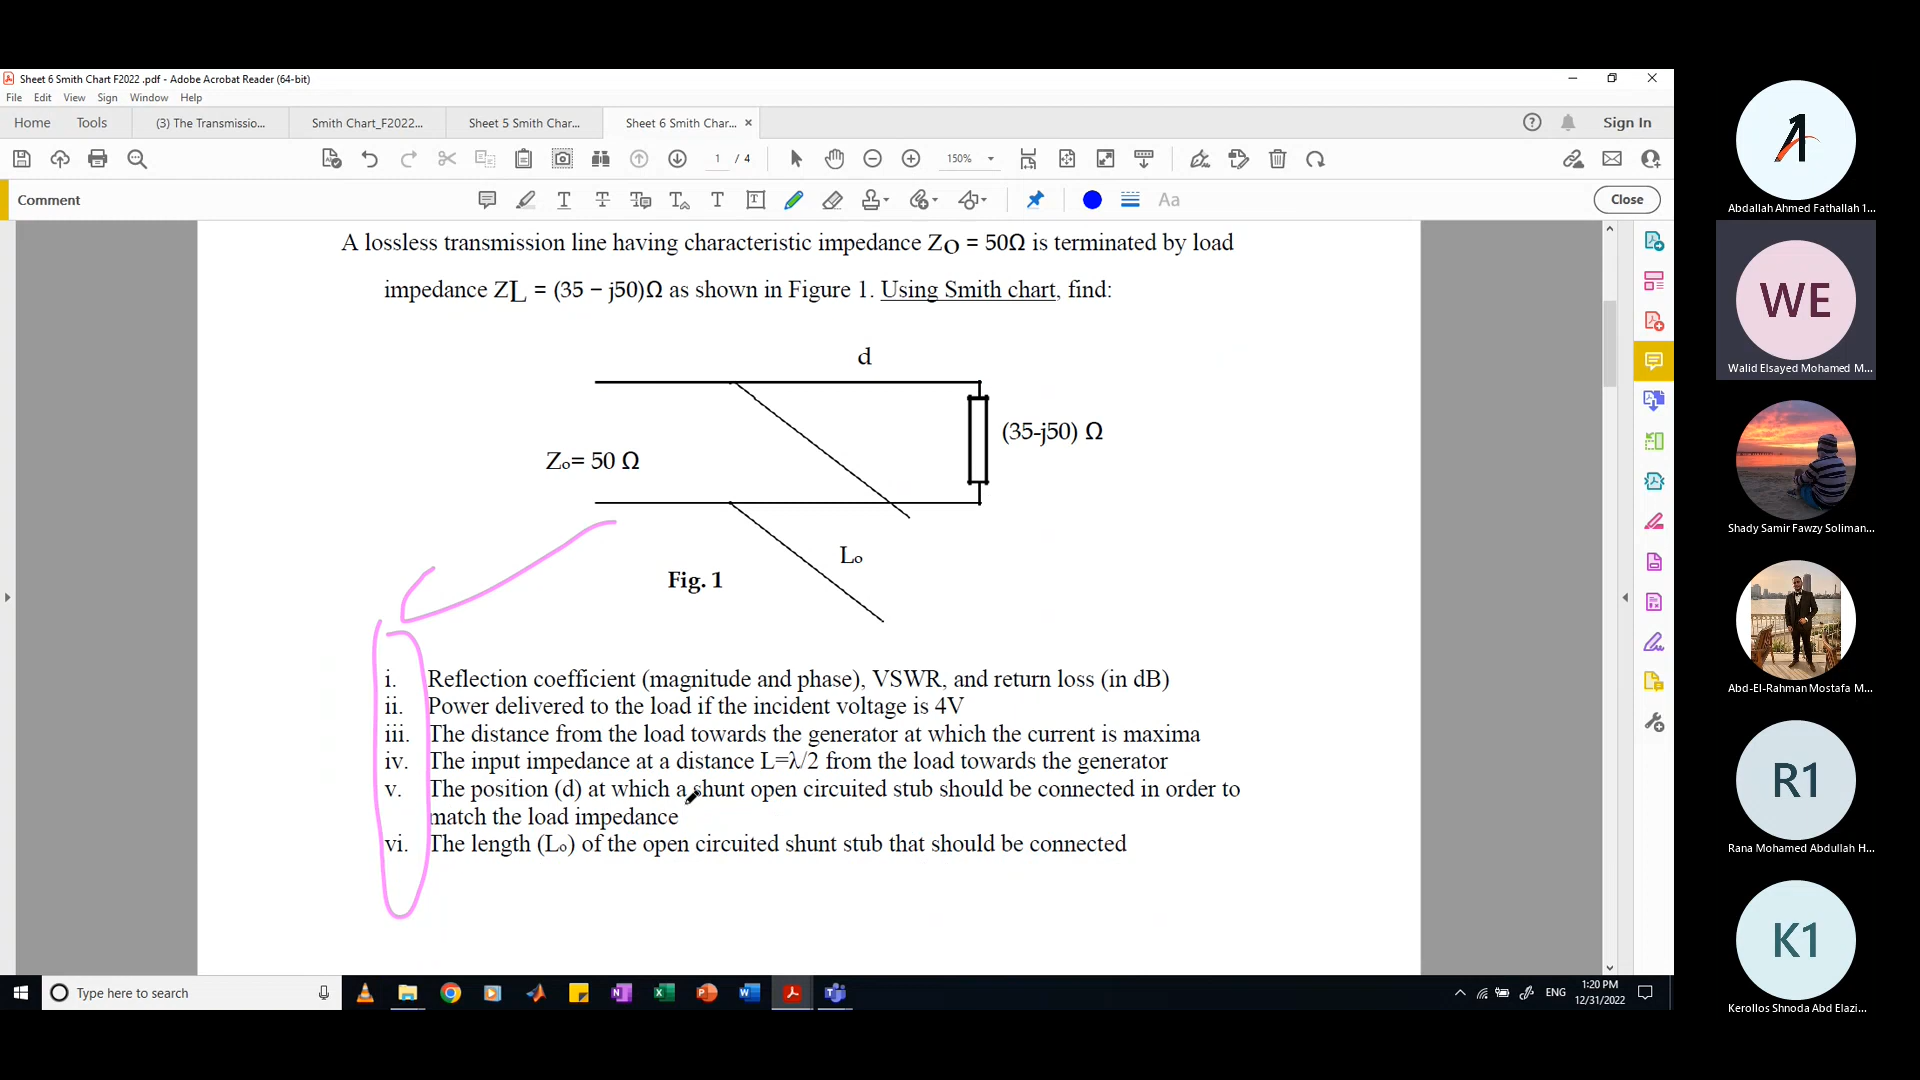 Sheet 6 Smith Chart F2022 .pdf - Adobe Acrobat Reader (64-bit)
File Edit View Sign Window Help
Home Tools (3) The Transmissio... Smith Chart_F2022... Sheet 5 Smith Char... Sheet 6 Smith Char... × Sign In
1 / 4 150%
Comment Aa Close
A lossless transmission line having characteristic impedance ZO = 50Ω is terminated by load
impedance ZL = (35 − j50)Ω as shown in Figure 1. Using Smith chart, find:
d
(35-j50) Ω
Zo= 50 Ω
Lo
Fig. 1
i. Reflection coefficient (magnitude and phase), VSWR, and return loss (in dB)
ii. Power delivered to the load if the incident voltage is 4V
iii. The distance from the load towards the generator at which the current is maxima
iv. The input impedance at a distance L=λ/2 from the load towards the generator
v. The position (d) at which a shunt open circuited stub should be connected in order to
match the load impedance
vi. The length (Lo) of the open circuited shunt stub that should be connected
Type here to search
ENG
1:20 PM
12/31/2022
Abdallah Ahmed Fathallah 1...
WE
Walid Elsayed Mohamed M...
Shady Samir Fawzy Soliman...
Abd-El-Rahman Mostafa M...
R1
Rana Mohamed Abdullah H...
K1
Kerollos Shnoda Abd Elazi...